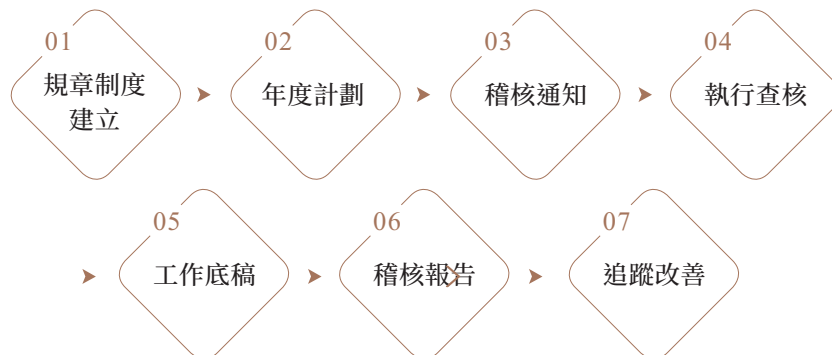 01
規章制度
建立
02
年度計劃
03
稽核通知
04
執行查核
05
工作底稿
06
稽核報告
07
追蹤改善